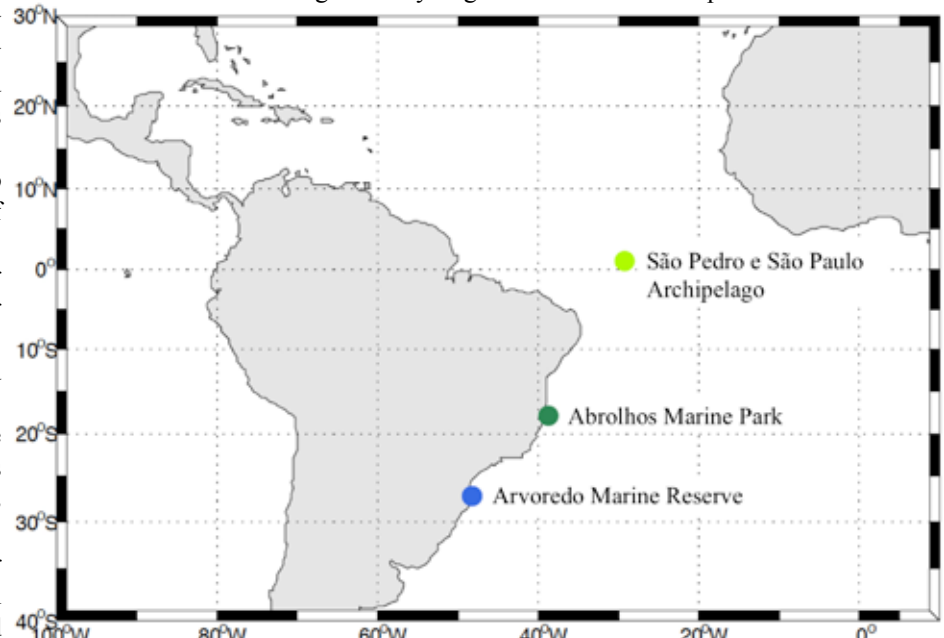 30°N
20°N
10°N
0°
São Pedro e São Paulo
Archipelago
10°S
Abrolhos Marine Park
20°S
Arvoredo Marine Reserve
30°S
40°S
100°W 80°W 60°W 40°W 20°W 0°